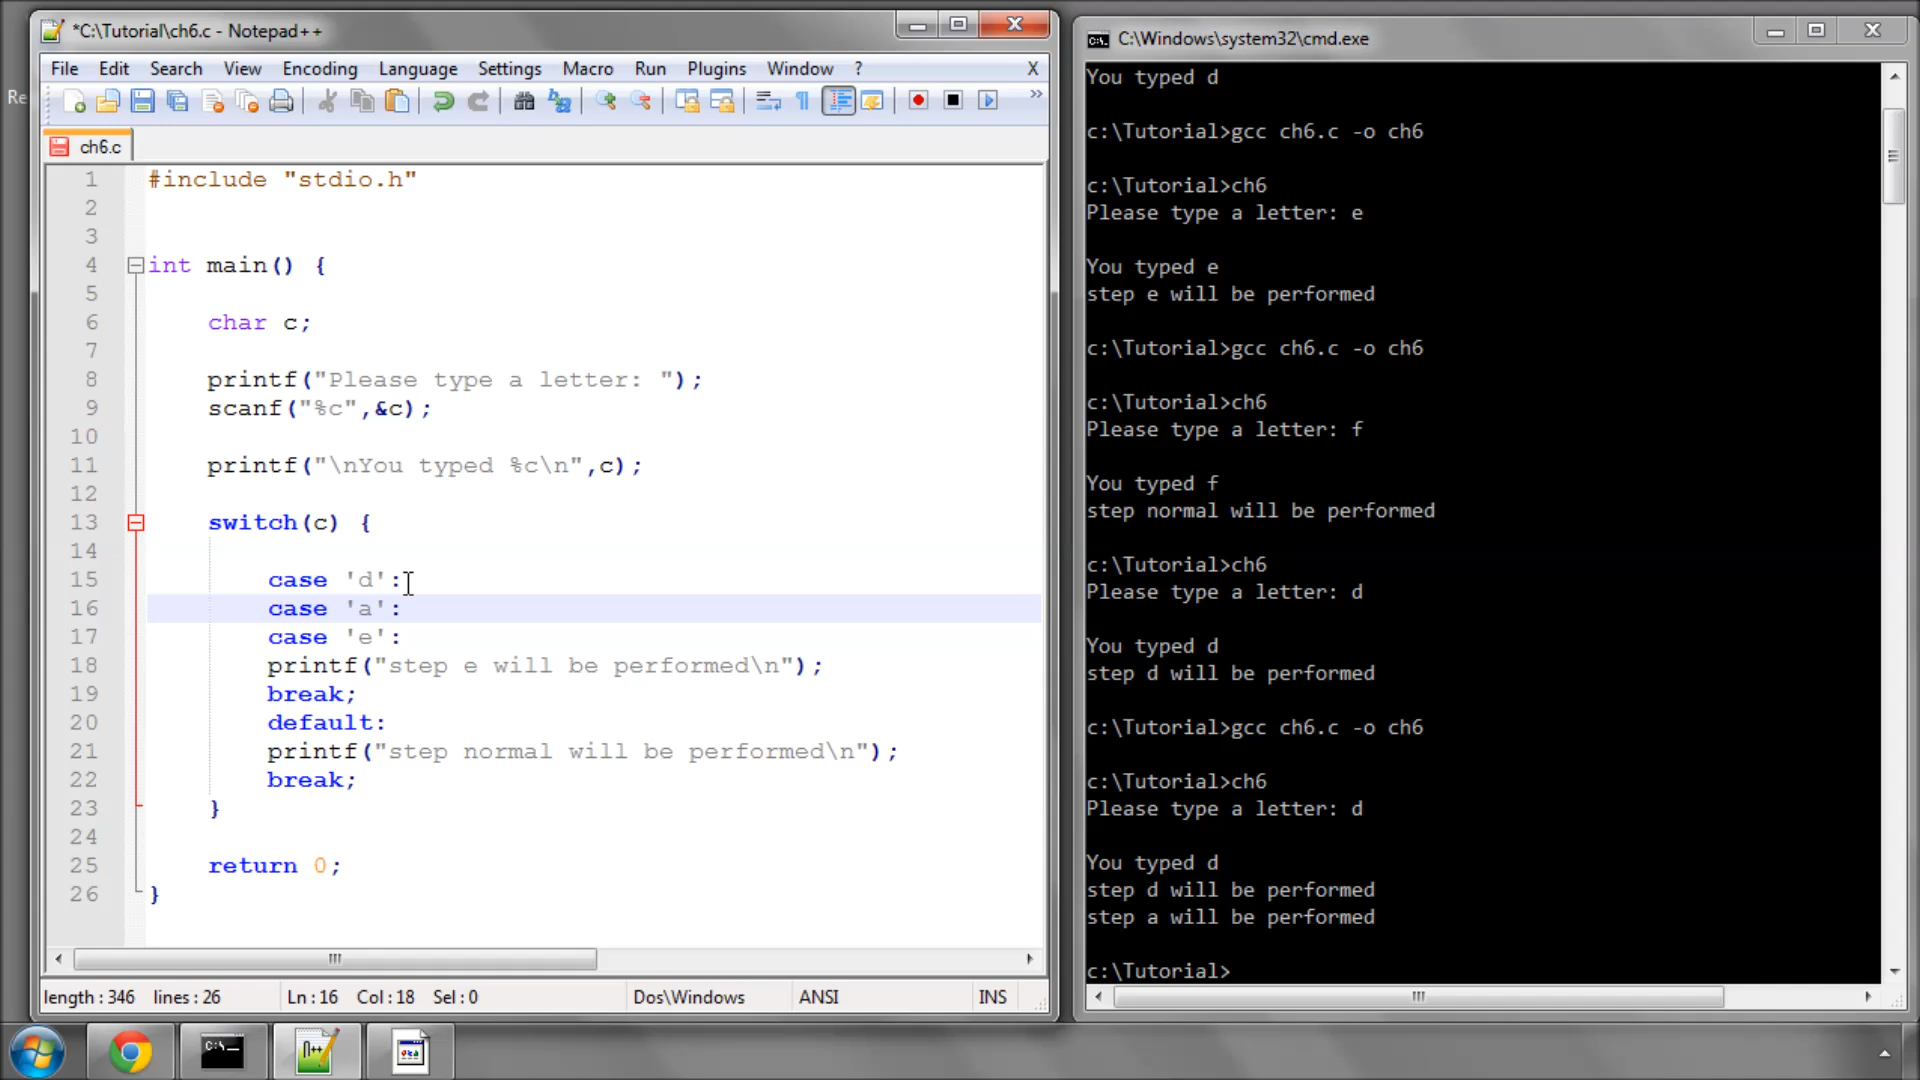 Re
*C:\Tutorial\ch6.c - Notepad++
File Edit Search View Encoding Language Settings Macro Run Plugins Window ? X
ch6.c
1 #include "stdio.h"
2
3
4 int main() {
5
6 char c;
7
8 printf("Please type a letter: ");
9 scanf("%c",&c);
10
11 printf("\nYou typed %c\n",c);
12
13 switch(c) {
14
15 case 'd':
16 case 'a':
17 case 'e':
18 printf("step e will be performed\n");
19 break;
20 default:
21 printf("step normal will be performed\n");
22 break;
23 }
24
25 return 0;
26 }
length : 346 lines : 26 Ln : 16 Col : 18 Sel : 0 Dos\Windows ANSI INS
C:\Windows\system32\cmd.exe
You typed d
c:\Tutorial>gcc ch6.c -o ch6
c:\Tutorial>ch6
Please type a letter: e
You typed e
step e will be performed
c:\Tutorial>gcc ch6.c -o ch6
c:\Tutorial>ch6
Please type a letter: f
You typed f
step normal will be performed
c:\Tutorial>ch6
Please type a letter: d
You typed d
step d will be performed
c:\Tutorial>gcc ch6.c -o ch6
c:\Tutorial>ch6
Please type a letter: d
You typed d
step d will be performed
step a will be performed
c:\Tutorial>